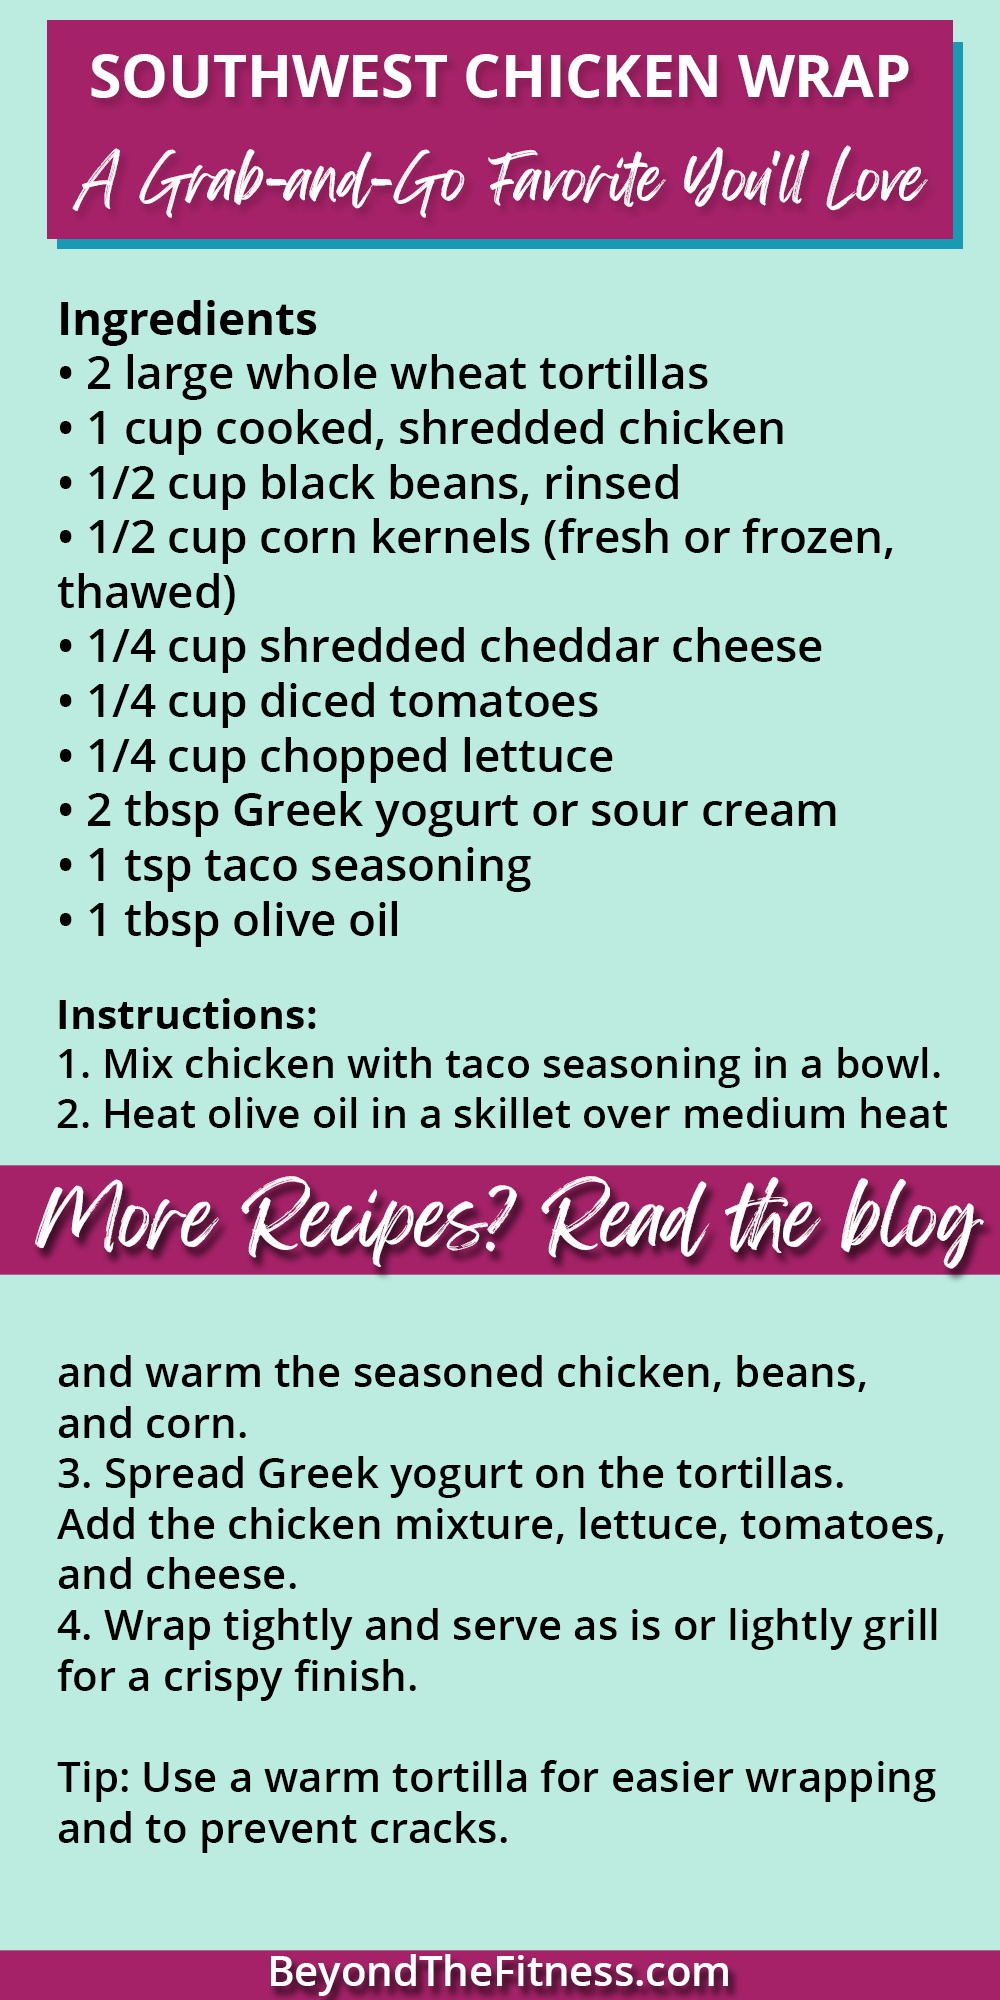 SOUTHWEST CHICKEN WRAP
A Grab-and-Go Favorite You'll Love
Ingredients
• 2 large whole wheat tortillas
• 1 cup cooked, shredded chicken
• 1/2 cup black beans, rinsed
• 1/2 cup corn kernels (fresh or frozen,
thawed)
• 1/4 cup shredded cheddar cheese
• 1/4 cup diced tomatoes
• 1/4 cup chopped lettuce
• 2 tbsp Greek yogurt or sour cream
• 1 tsp taco seasoning
• 1 tbsp olive oil
Instructions:
1. Mix chicken with taco seasoning in a bowl.
2. Heat olive oil in a skillet over medium heat
More Recipes? Read the blog
and warm the seasoned chicken, beans,
and corn.
3. Spread Greek yogurt on the tortillas.
Add the chicken mixture, lettuce, tomatoes,
and cheese.
4. Wrap tightly and serve as is or lightly grill
for a crispy finish.
Tip: Use a warm tortilla for easier wrapping
and to prevent cracks.
BeyondTheFitness.com